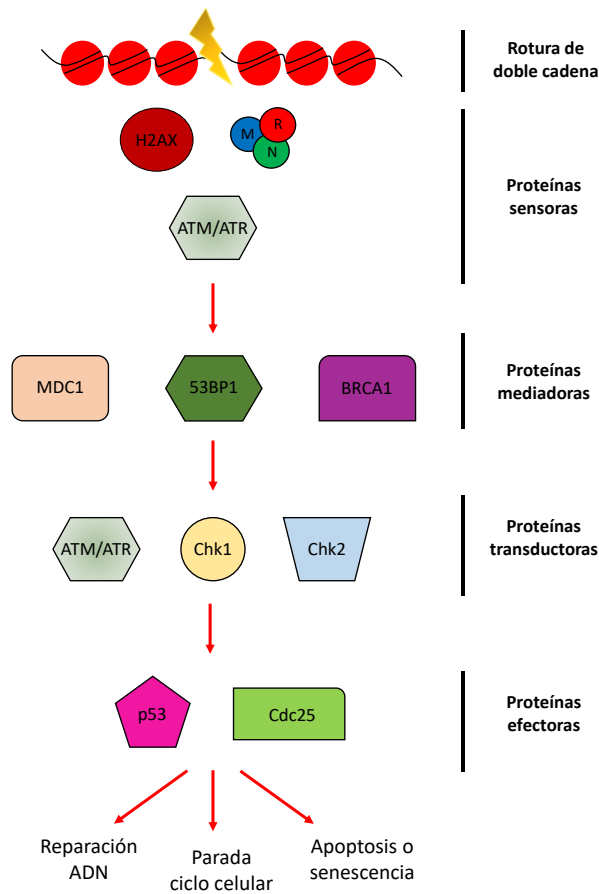 Rotura de
doble cadena
H2AX
M
R
N
ATM/ATR
Proteínas
sensoras
MDC1
53BP1
BRCA1
Proteínas
mediadoras
ATM/ATR
Chk1
Chk2
Proteínas
transductoras
p53
Cdc25
Proteínas
efectoras
Reparación
ADN
Parada
ciclo celular
Apoptosis o
senescencia